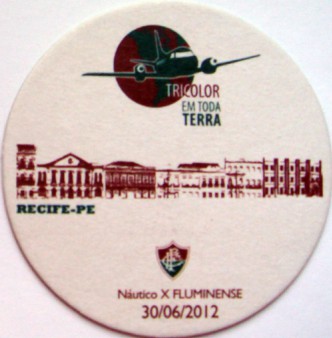 TRICOLOR
EM TODA
TERRA
RECIFE-PE
Náutico X FLUMINENSE
30/06/2012